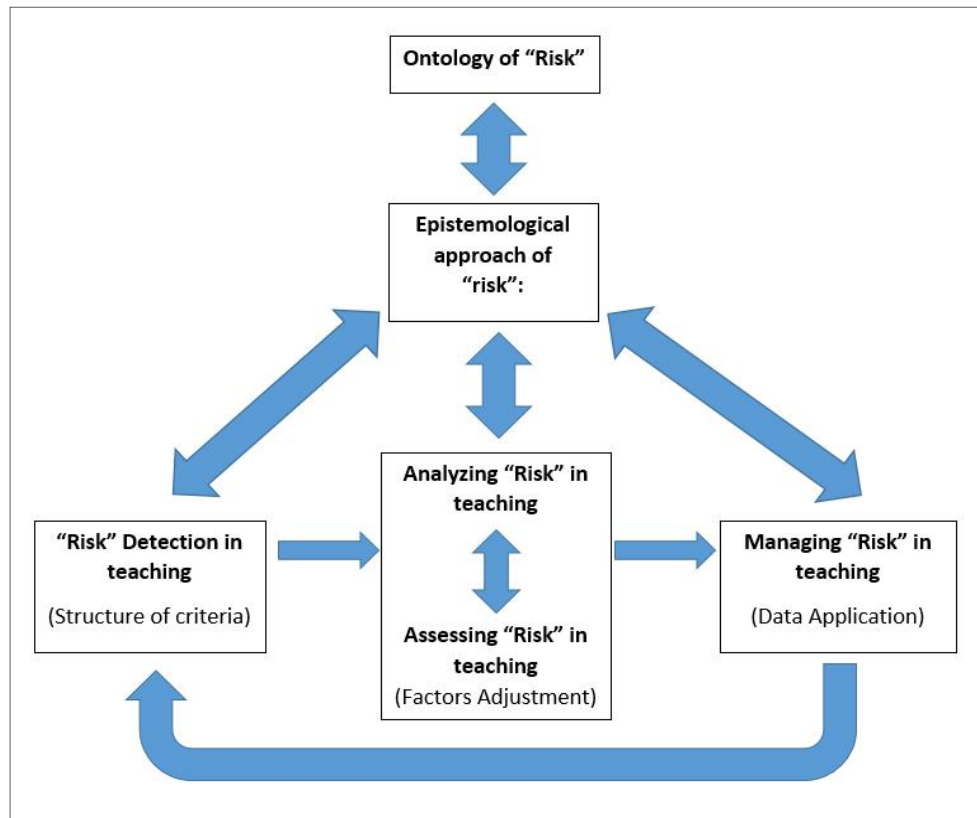 Ontology of “Risk”
Epistemological
approach of
“risk”:
Analyzing “Risk” in
teaching
Assessing “Risk” in
teaching
(Factors Adjustment)
“Risk” Detection in
teaching
(Structure of criteria)
Managing “Risk” in
teaching
(Data Application)